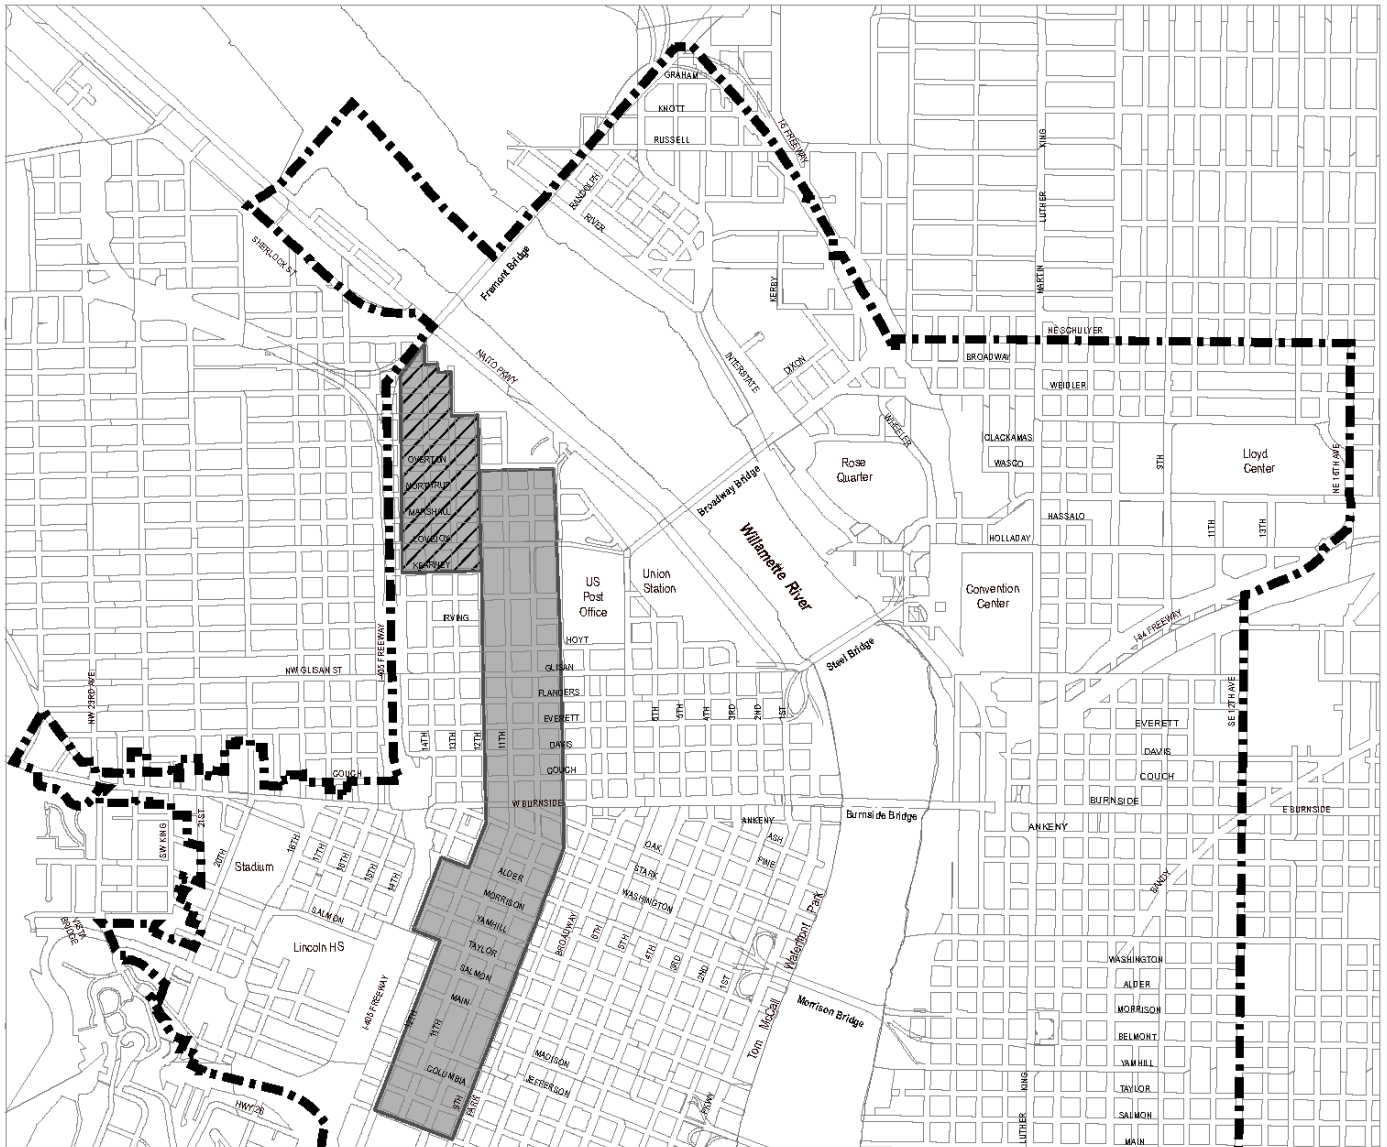 GRAHAM
KNOTT
RUSSELL
I-5 FREEWAY
KING
LUTHER
MARTIN
RANDOLPH
RIVER
SHERLOCK ST
Fremont Bridge
KERBY
NE SCHULYER
BROADWAY
WEIDLER
NAITO PKWY
INTERSTATE
DIXON
WHEELER
CLACKAMAS
WASCO
9TH
Lloyd
Center
NE 16TH AVE
Rose
Quarter
Broadway Bridge
OVERTON
NORTHRUP
MARSHALL
LOVEJOY
KEARNEY
HASSALO
HOLLADAY
11TH
13TH
Willamette River
US
Post
Office
Union
Station
Convention
Center
IRVING
HOYT
I-84 FREEWAY
Steel Bridge
I-405 FREEWAY
NW GLISAN ST
GLISAN
FLANDERS
EVERETT
DAVIS
COUCH
NW 23RD AVE
14TH
13TH
12TH
11TH
6TH
5TH
4TH
3RD
2ND
1ST
SE 12TH AVE
EVERETT
DAVIS
COUCH
COUCH
W BURNSIDE
BURNSIDE
E BURNSIDE
Burnside Bridge
ANKENY
ANKENY
ASH
PINE
OAK
STARK
WASHINGTON
21ST
SW KING
20TH
18TH
17TH
16TH
15TH
14TH
Stadium
ALDER
MORRISON
YAMHILL
TAYLOR
SALMON
MAIN
SALMON
Lincoln HS
VISTA
BRIDGE
I-405 FREEWAY
BROADWAY
6TH
5TH
4TH
3RD
2ND
1ST
Tom McCall Waterfront Park
SANDY
WASHINGTON
ALDER
MORRISON
BELMONT
YAMHILL
TAYLOR
SALMON
MAIN
Morrison Bridge
12TH
11TH
COLUMBIA
9TH
PARK
MADISON
JEFFERSON
PKWY
HWY 26
KING
LUTHER